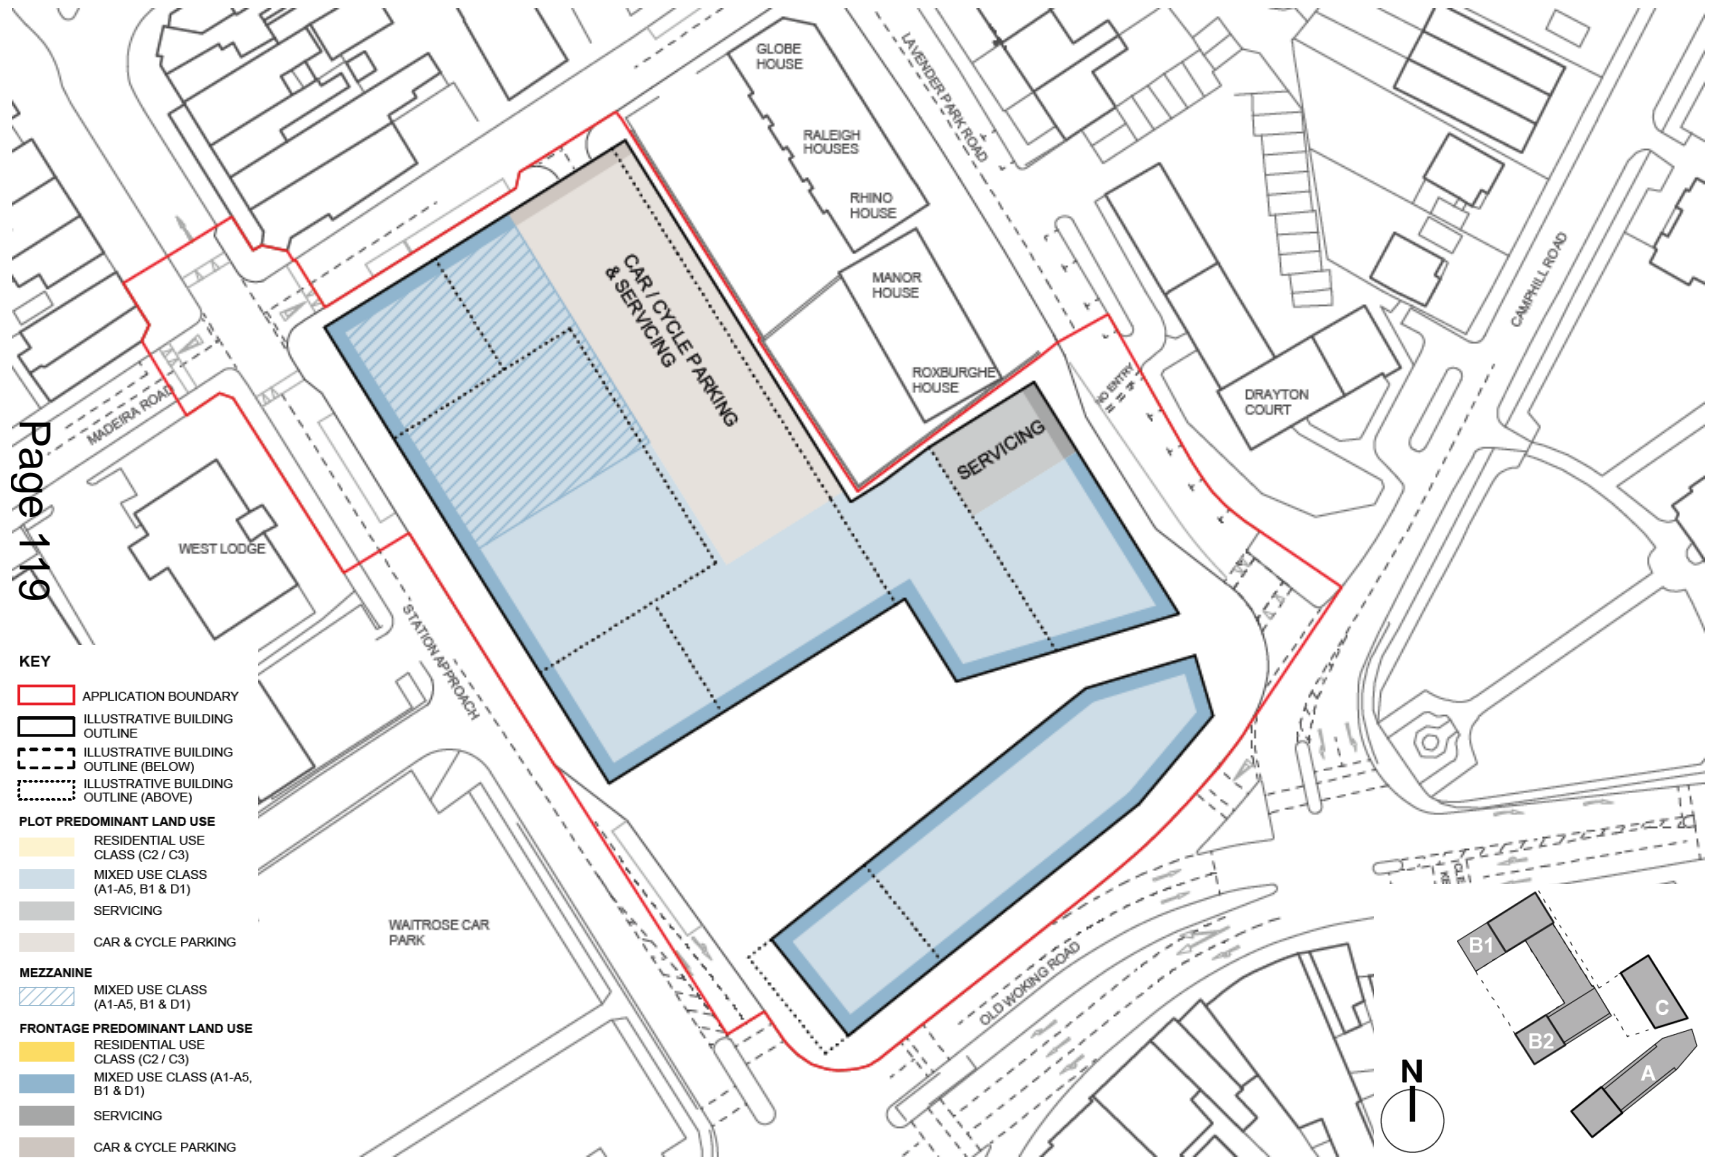 GLOBE
HOUSE
LAVENDER PARK ROAD
RALEIGH
HOUSES
RHINO
HOUSE
MANOR
HOUSE
ROXBURGHE
HOUSE
CAR / CYCLE PARKING
& SERVICING
SERVICING
NO ENTRY
DRAYTON
COURT
CAMPHILL ROAD
MADEIRA ROAD
Page 119
WEST LODGE
STATION APPROACH
WAITROSE CAR
PARK
OLD WOKING ROAD
KEY
APPLICATION BOUNDARY
ILLUSTRATIVE BUILDING
OUTLINE
ILLUSTRATIVE BUILDING
OUTLINE (BELOW)
ILLUSTRATIVE BUILDING
OUTLINE (ABOVE)
PLOT PREDOMINANT LAND USE
RESIDENTIAL USE
CLASS (C2 / C3)
MIXED USE CLASS
(A1-A5, B1 & D1)
SERVICING
CAR & CYCLE PARKING
MEZZANINE
MIXED USE CLASS
(A1-A5, B1 & D1)
FRONTAGE PREDOMINANT LAND USE
RESIDENTIAL USE
CLASS (C2 / C3)
MIXED USE CLASS (A1-A5,
B1 & D1)
SERVICING
CAR & CYCLE PARKING
B1
C
B2
A
N